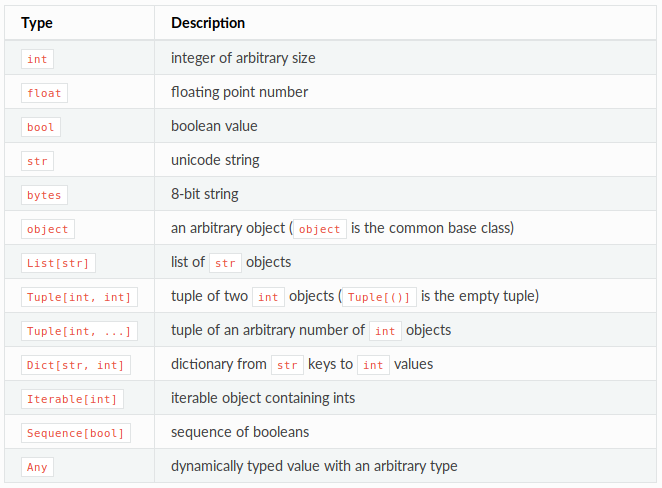 Type Description
int integer of arbitrary size
float floating point number
bool boolean value
str unicode string
bytes 8-bit string
object an arbitrary object ( object is the common base class)
List[str] list of str objects
Tuple[int, int] tuple of two int objects ( Tuple[()] is the empty tuple)
Tuple[int, ...] tuple of an arbitrary number of int objects
Dict[str, int] dictionary from str keys to int values
Iterable[int] iterable object containing ints
Sequence[bool] sequence of booleans
Any dynamically typed value with an arbitrary type